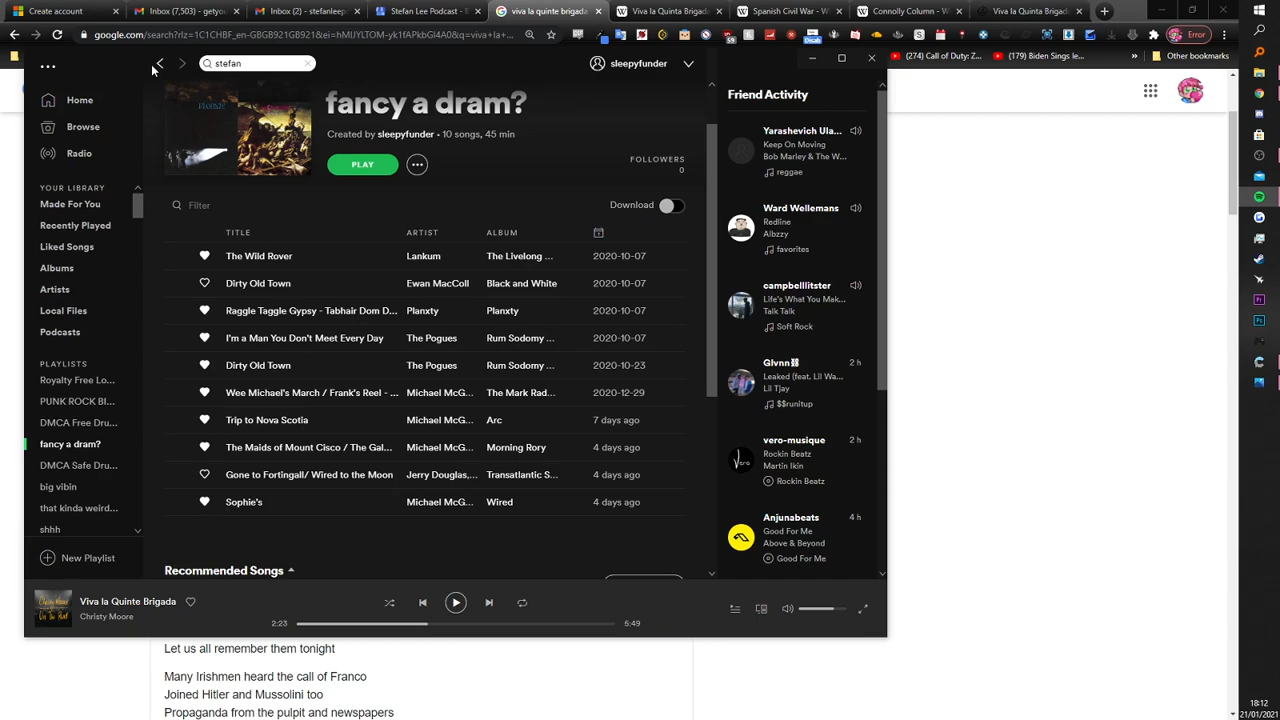 Create account
Inbox (7,503) - getyo
Inbox (2) - stefanleep
Stefan Lee Podcast -
viva la quinte brigada
Viva la Quinta Brigada
Spanish Civil War - W
Connolly Column - W
Viva la Quinte Brigada
google.com/search?rlz=1C1CHBF_en-GBGB921GB921&ei=
Error
(274) Call of Duty: Z
(179) Biden Sings le
Other bookmarks
stefan
sleepyfunder
Home
Browse
Radio
YOUR LIBRARY
Made For You
Recently Played
Liked Songs
Albums
Artists
Local Files
Podcasts
PLAYLISTS
Royalty Free Lo...
PUNK ROCK BI...
DMCA Free Dru...
fancy a dram?
DMCA Safe Dru...
big vibin
that kinda weird...
shhh
New Playlist
fancy a dram?
Created by sleepyfunder • 10 songs, 45 min
PLAY
FOLLOWERS
0
Filter
Download
TITLE ARTIST ALBUM
The Wild Rover Lankum The Livelong ... 2020-10-07
Dirty Old Town Ewan MacColl Black and White 2020-10-07
Raggle Taggle Gypsy - Tabhair Dom D... Planxty Planxty 2020-10-07
I'm a Man You Don't Meet Every Day The Pogues Rum Sodomy ... 2020-10-07
Dirty Old Town The Pogues Rum Sodomy ... 2020-10-23
Wee Michael's March / Frank's Reel - ... Michael McG... The Mark Rad... 2020-12-29
Trip to Nova Scotia Michael McG... Arc 7 days ago
The Maids of Mount Cisco / The Gal... Michael McG... Morning Rory 4 days ago
Gone to Fortingall/ Wired to the Moon Jerry Douglas,... Transatlantic S... 4 days ago
Sophie's Michael McG... Wired 4 days ago
Recommended Songs
Friend Activity
Yarashevich Ula...
Keep On Moving
Bob Marley & The W...
reggae
Ward Wellemans
Redline
Albzzy
favorites
campbelllitster
Life's What You Mak...
Talk Talk
Soft Rock
Glvnn 2 h
Leaked (feat. Lil Wa...
Lil Tjay
$$runitup
vero-musique 2 h
Rockin Beatz
Martin Ikin
Rockin Beatz
Anjunabeats 4 h
Good For Me
Above & Beyond
Good For Me
Viva la Quinte Brigada
Christy Moore
2:23
5:49
Let us all remember them tonight
Many Irishmen heard the call of Franco
Joined Hitler and Mussolini too
Propaganda from the pulpit and newspapers
18:12
21/01/2021